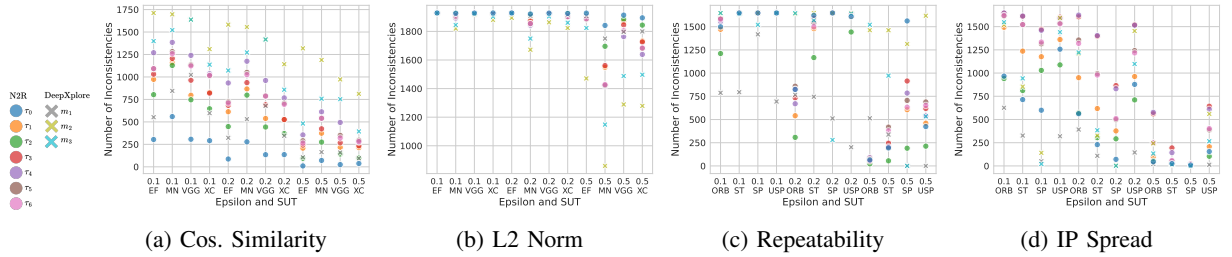 N2R DeepXplore
τ0 m1
τ1 m2
τ2 m3
τ3
τ4
τ5
τ6
Number of Inconsistencies
1750
1500
1250
1000
750
500
250
0
0.1 0.1 0.1 0.1 0.2 0.2 0.2 0.2 0.5 0.5 0.5 0.5
EF MN VGG XC EF MN VGG XC EF MN VGG XC
Epsilon and SUT
(a) Cos. Similarity
Number of Inconsistencies
1800
1600
1400
1200
1000
0.1 0.1 0.1 0.1 0.2 0.2 0.2 0.2 0.5 0.5 0.5 0.5
EF MN VGG XC EF MN VGG XC EF MN VGG XC
Epsilon and SUT
(b) L2 Norm
Number of Inconsistencies
1500
1250
1000
750
500
250
0
0.1 0.1 0.1 0.1 0.2 0.2 0.2 0.2 0.5 0.5 0.5 0.5
ORB ST SP USP ORB ST SP USP ORB ST SP USP
Epsilon and SUT
(c) Repeatability
Number of Inconsistencies
1500
1250
1000
750
500
250
0
0.1 0.1 0.1 0.1 0.2 0.2 0.2 0.2 0.5 0.5 0.5 0.5
ORB ST SP USP ORB ST SP USP ORB ST SP USP
Epsilon and SUT
(d) IP Spread